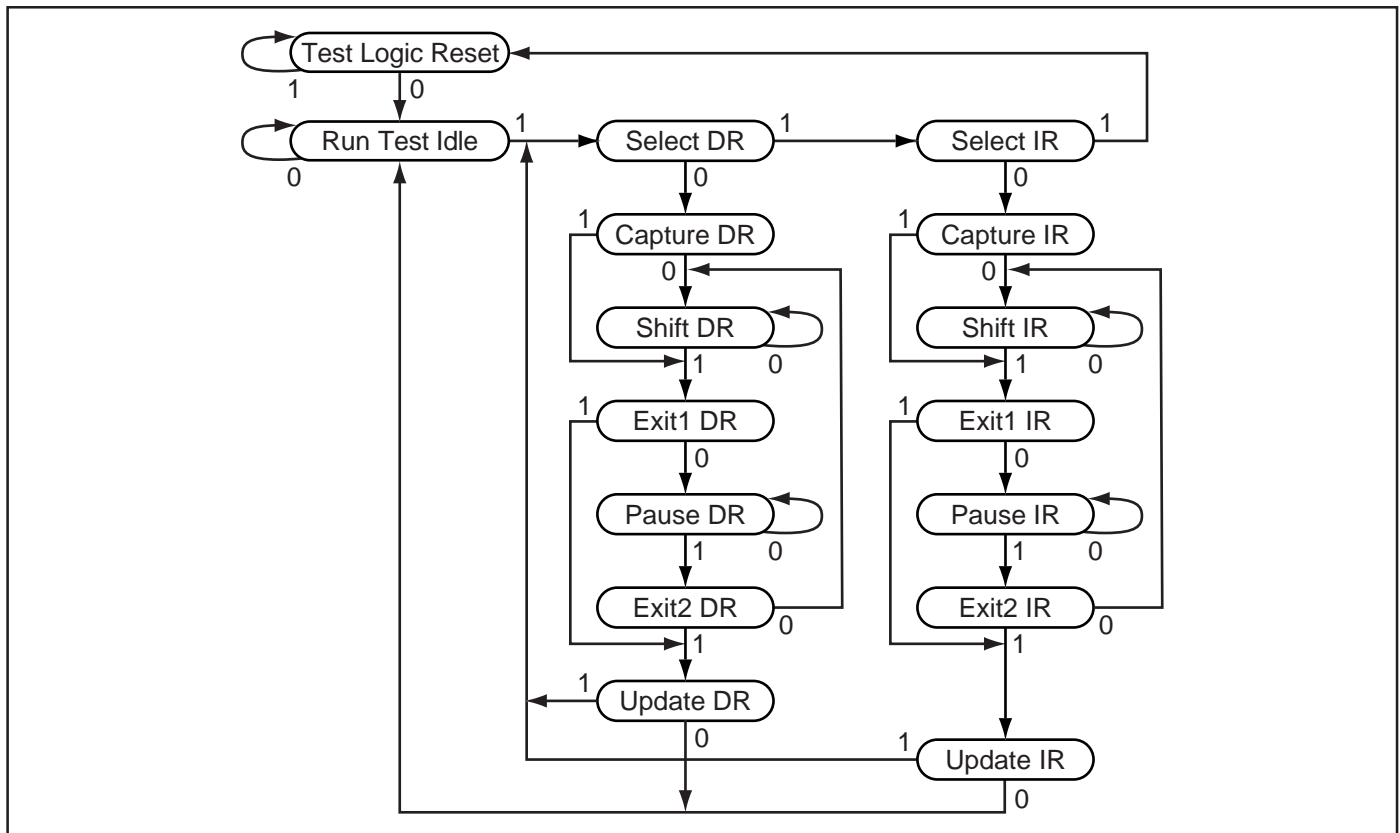 Test Logic Reset
1 0
Run Test Idle 1 Select DR 1 Select IR 1
0 0 0
1 Capture DR 1 Capture IR
0 0
Shift DR Shift IR
1 0 1 0
1 Exit1 DR 1 Exit1 IR
0 0
Pause DR Pause IR
1 0 1 0
Exit2 DR Exit2 IR
0 0
1 1
1 Update DR
0
1 Update IR
0